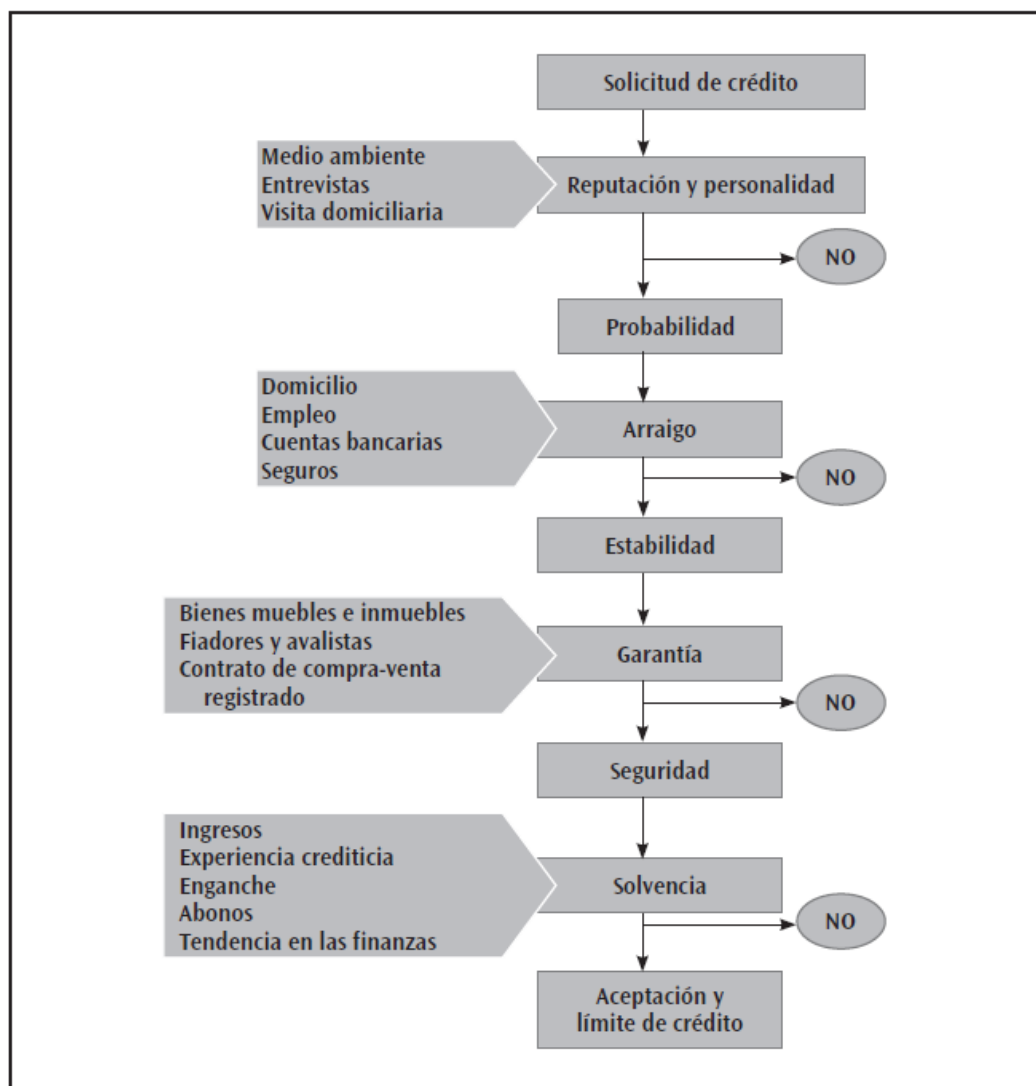 Solicitud de crédito
Medio ambiente
Entrevistas
Visita domiciliaria
Reputación y personalidad
NO
Probabilidad
Domicilio
Empleo
Cuentas bancarias
Seguros
Arraigo
NO
Estabilidad
Bienes muebles e inmuebles
Fiadores y avalistas
Contrato de compra-venta
registrado
Garantía
NO
Seguridad
Ingresos
Experiencia crediticia
Enganche
Abonos
Tendencia en las finanzas
Solvencia
NO
Aceptación y
límite de crédito